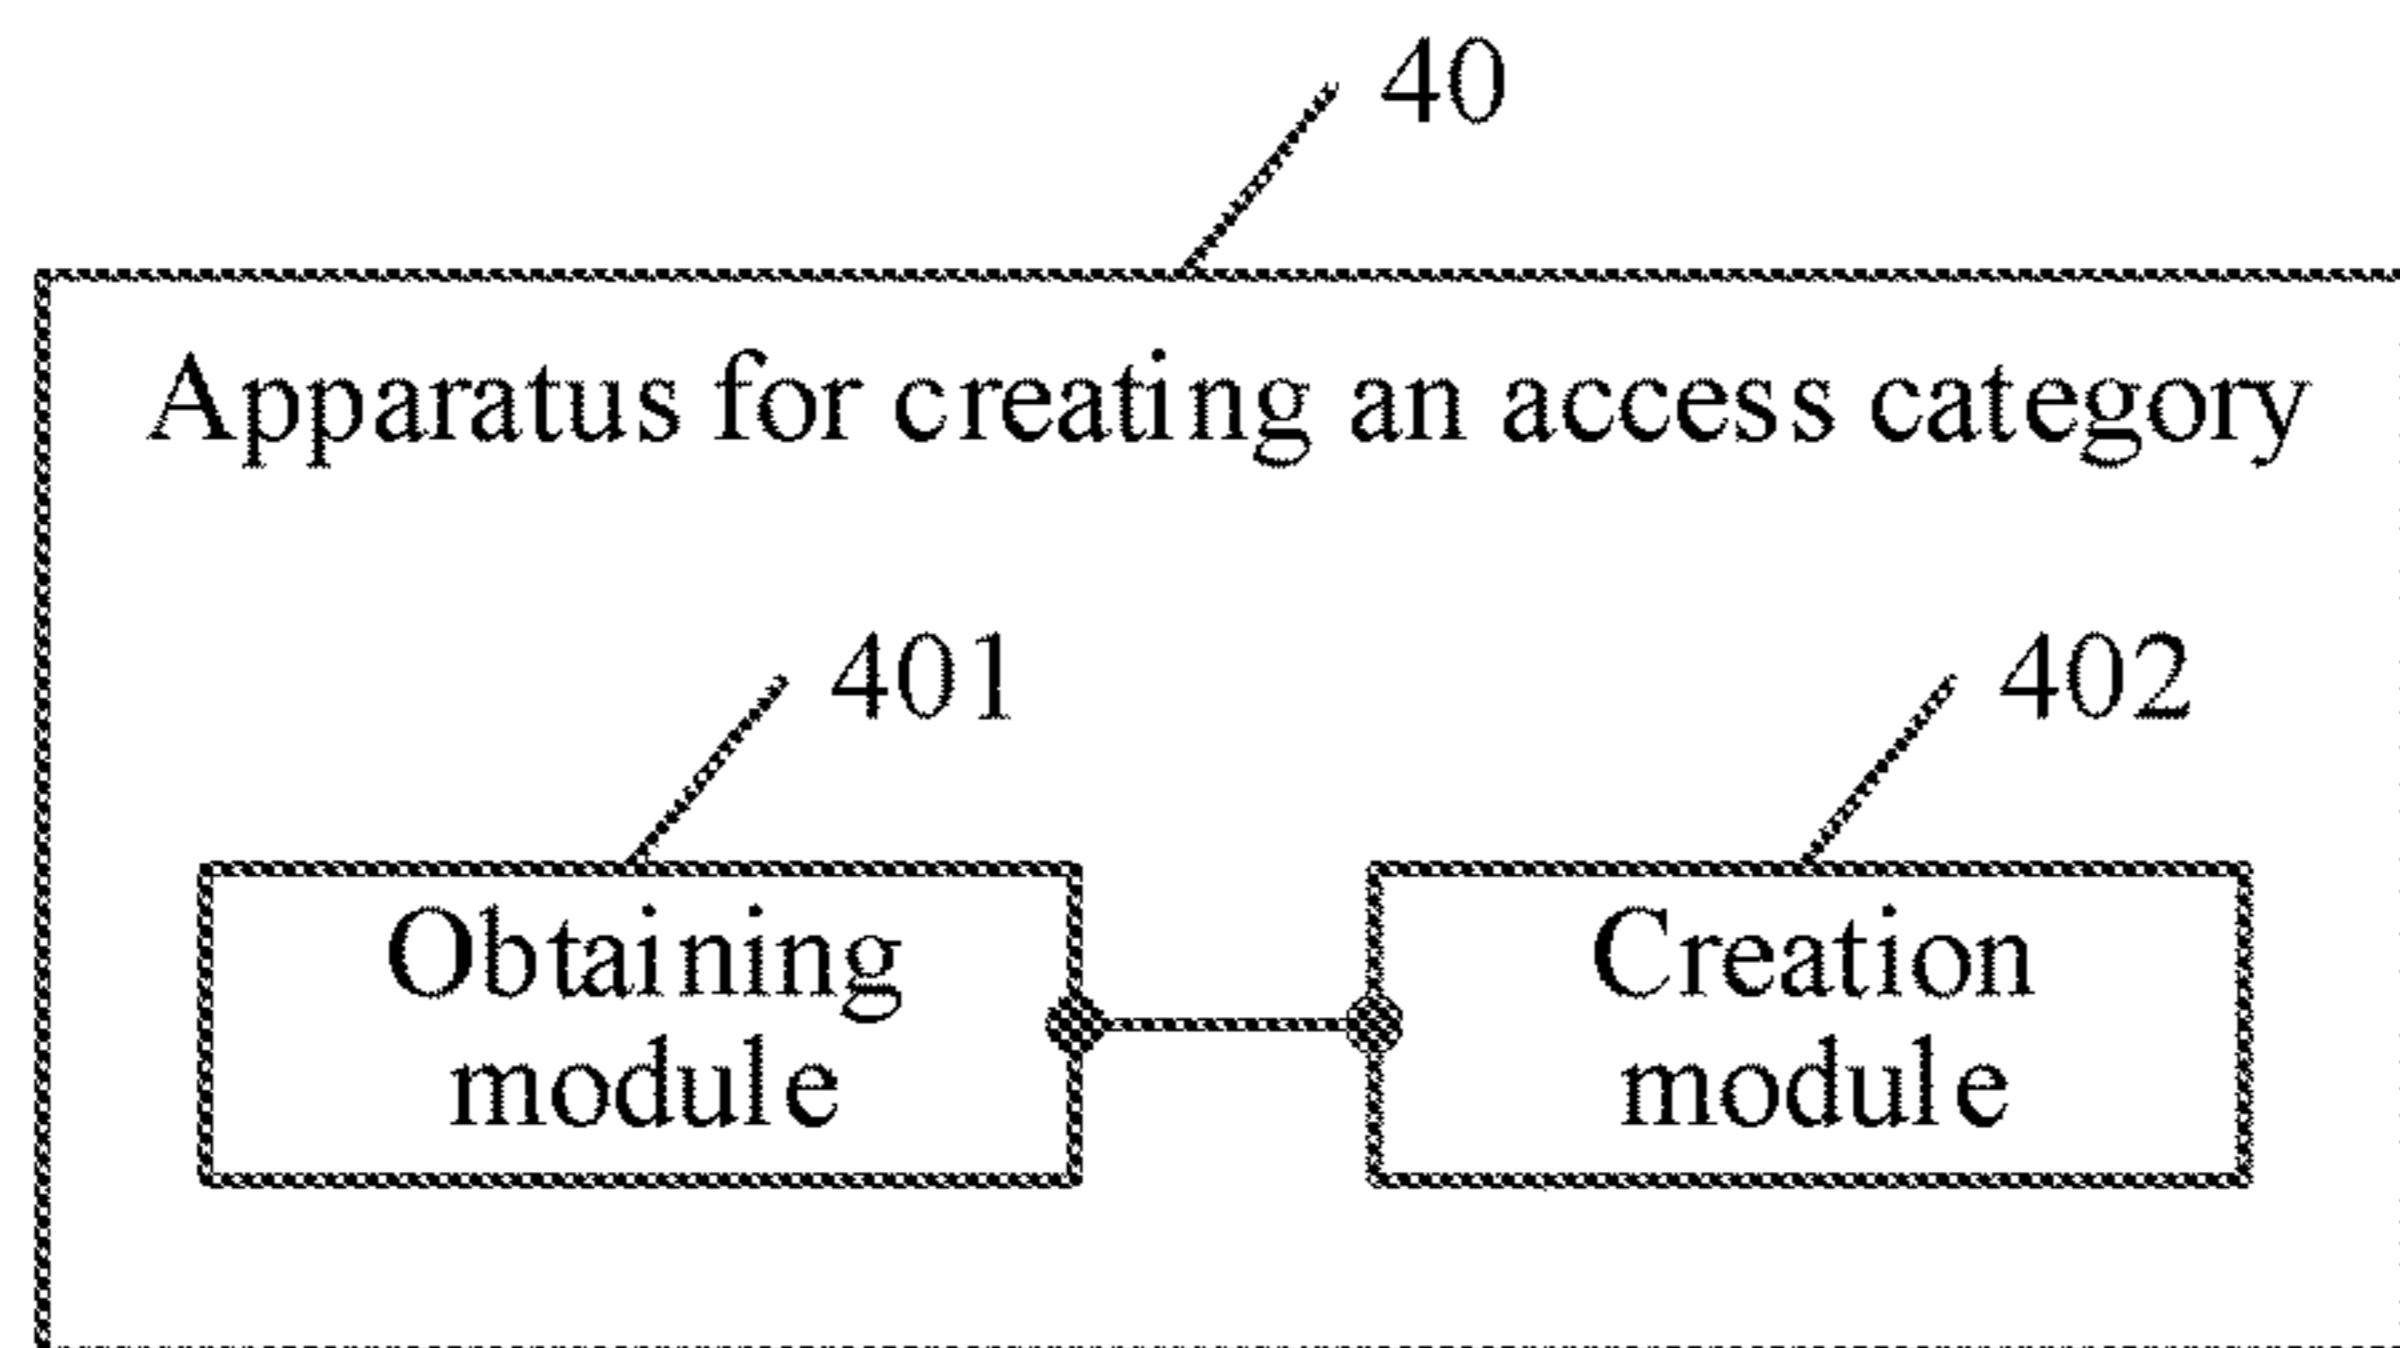 40
Apparatus for creating an access category
401
402
Obtaining
module
Creation
module